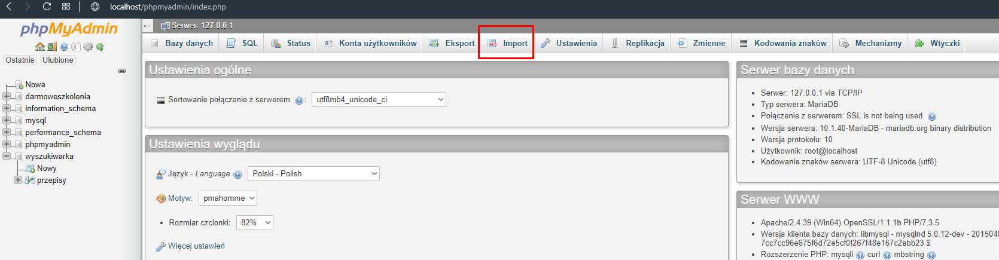 localhost/phpmyadmin/index.php
phpMyAdmin
Ostatnie Ulubione
Nowa
darmoweszkolenia
information_schema
mysql
performance_schema
phpmyadmin
wyszukiwarka
Nowy
przepisy
Serwer: 127.0.0.1
Bazy danych SQL Status Konta użytkowników Eksport Import Ustawienia Replikacja Zmienne Kodowania znaków Mechanizmy Wtyczki
Ustawienia ogólne
Sortowanie połączenie z serwerem : utf8mb4_unicode_ci
Ustawienia wyglądu
Język - Language Polski - Polish
Motyw: pmahomme
• Rozmiar czcionki: 82%
Więcej ustawień
Serwer bazy danych
• Serwer: 127.0.0.1 via TCP/IP
• Typ serwera: MariaDB
• Połączenie z serwerem: SSL is not being used
• Wersja serwera: 10.1.40-MariaDB - mariadb.org binary distribution
• Wersja protokołu: 10
• Użytkownik: root@localhost
• Kodowanie znaków serwera: UTF-8 Unicode (utf8)
Serwer WWW
• Apache/2.4.39 (Win64) OpenSSL/1.1.1b PHP/7.3.5
• Wersja klienta bazy danych: libmysql - mysqlnd 5.0.12-dev - 2015040
7cc7cc96e675f6d72e5cf0f267f48e167c2abb23 $
• Rozszerzenie PHP: mysqli curl mbstring